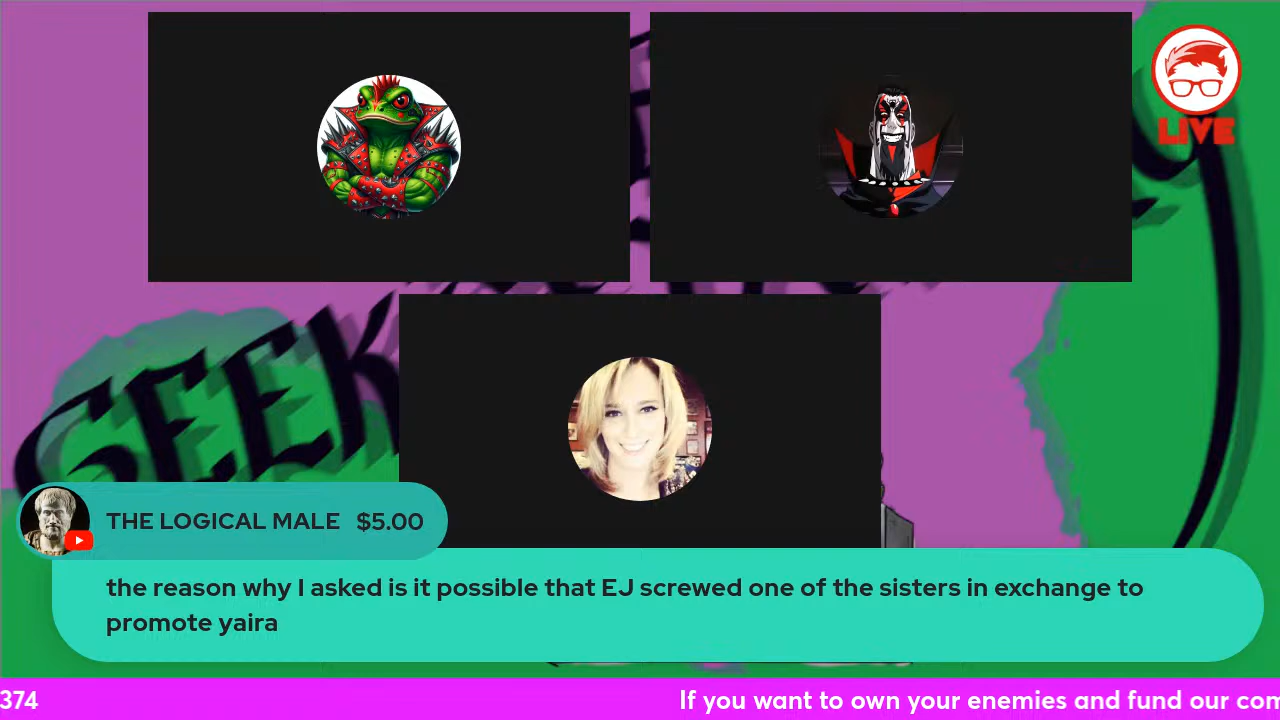 LIVE
GEEK
THE LOGICAL MALE $5.00
the reason why I asked is it possible that EJ screwed one of the sisters in exchange to
promote yaira
374 If you want to own your enemies and fund our com